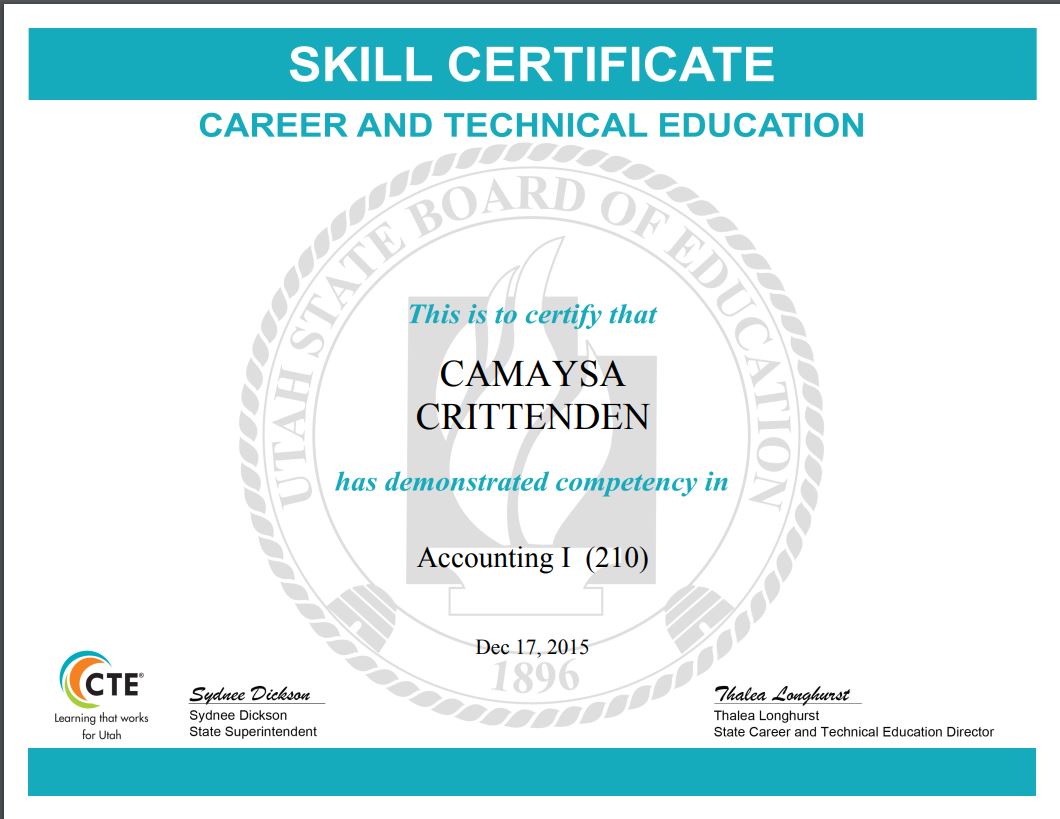 SKILL CERTIFICATE
CAREER AND TECHNICAL EDUCATION
UTAH STATE BOARD OF EDUCATION
This is to certify that
CAMAYSA
CRITTENDEN
has demonstrated competency in
Accounting I (210)
Dec 17, 2015
1896
CTE®
Learning that works
for Utah
Sydnee Dickson
Sydnee Dickson
State Superintendent
Thalea Longhurst
Thalea Longhurst
State Career and Technical Education Director